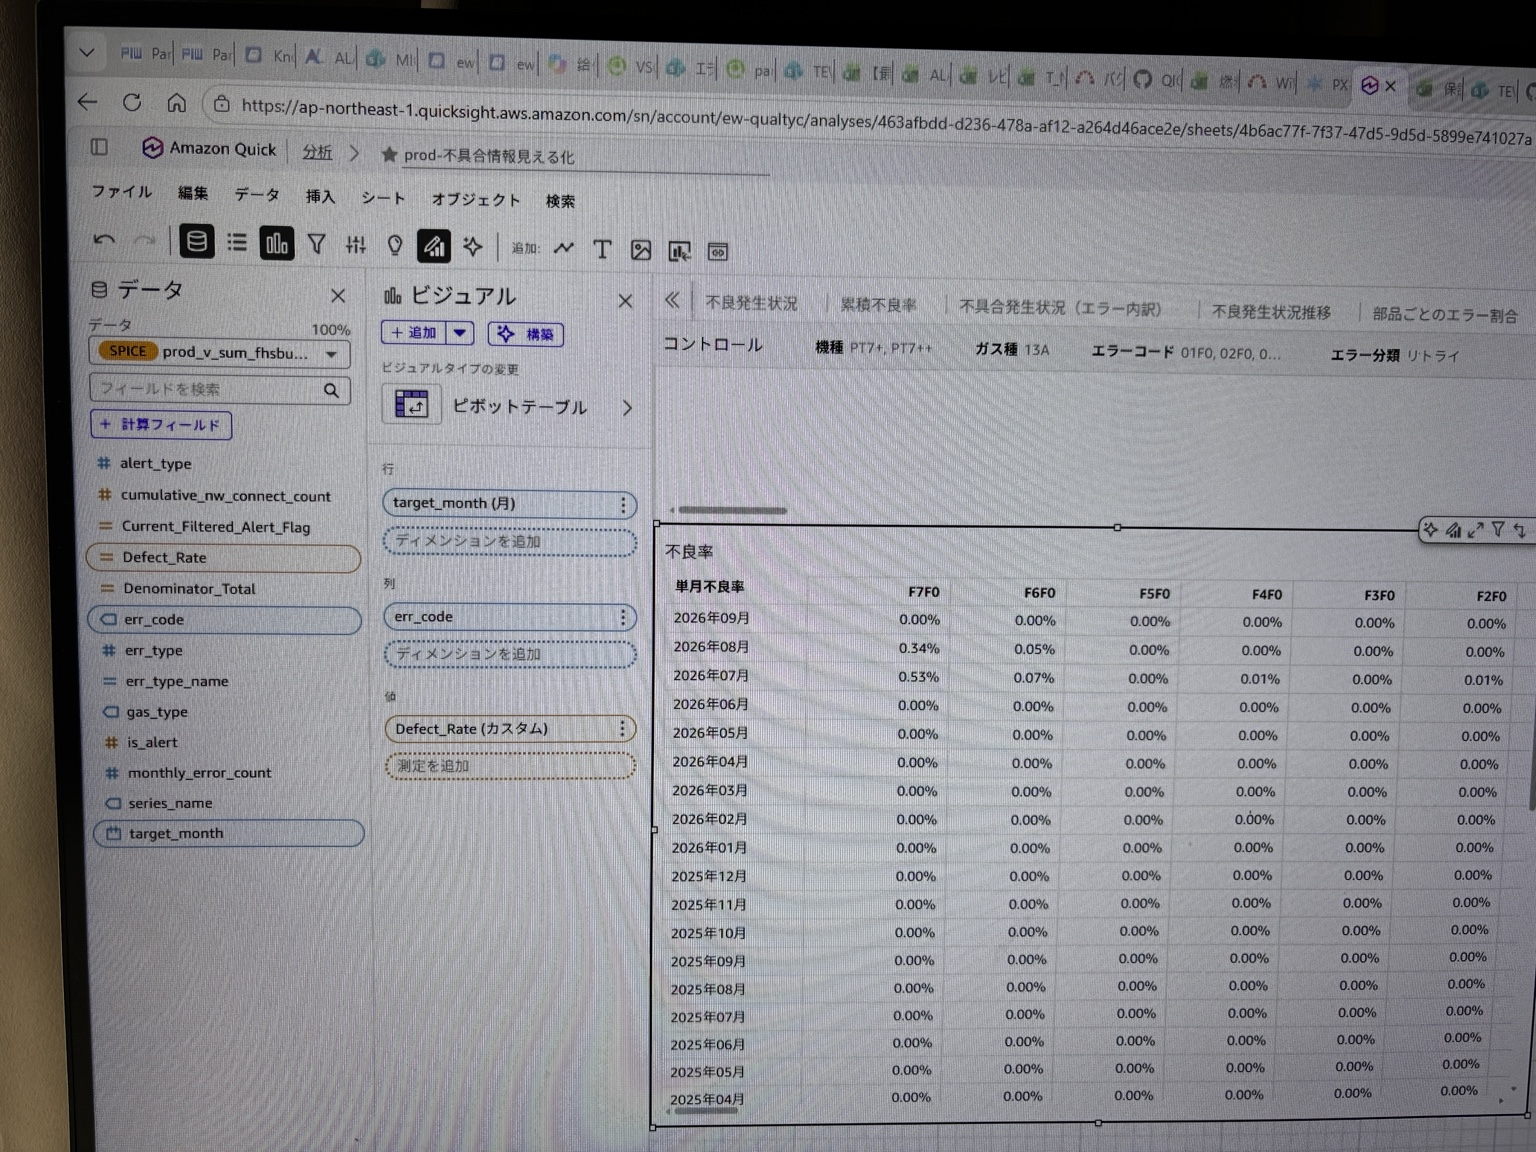 PIW Par PIW Par Kn AL MI ew ew 給 VS エラ pa TE AL レビ T_ バ QI 燃 Wi PX TE
https://ap-northeast-1.quicksight.aws.amazon.com/sn/account/ew-qualtyc/analyses/463afbdd-d236-478a-af12-a264d46ace2e/sheets/4b6ac77f-7f37-47d5-9d5d-5899e741027a
Amazon Quick 分析 prod-不具合情報見える化
ファイル 編集 データ 挿入 シート オブジェクト 検索
追加:
データ
データ 100%
SPICE prod_v_sum_fhsbu...
フィールドを検索
+ 計算フィールド
alert_type
cumulative_nw_connect_count
Current_Filtered_Alert_Flag
Defect_Rate
Denominator_Total
err_code
err_type
err_type_name
gas_type
is_alert
monthly_error_count
series_name
target_month
ビジュアル
+ 追加 構築
ビジュアルタイプの変更
ピボットテーブル
行
target_month (月)
ディメンションを追加
列
err_code
ディメンションを追加
値
Defect_Rate (カスタム)
測定を追加
不良発生状況 累積不良率 不具合発生状況（エラー内訳） 不良発生状況推移 部品ごとのエラー割合
コントロール 機種 PT7+, PT7++ ガス種 13A エラーコード 01F0, 02F0, 0... エラー分類 リトライ
不良率
単月不良率 F7F0 F6F0 F5F0 F4F0 F3F0 F2F0
2026年09月 0.00% 0.00% 0.00% 0.00% 0.00% 0.00%
2026年08月 0.34% 0.05% 0.00% 0.00% 0.00% 0.00%
2026年07月 0.53% 0.07% 0.00% 0.01% 0.00% 0.01%
2026年06月 0.00% 0.00% 0.00% 0.00% 0.00% 0.00%
2026年05月 0.00% 0.00% 0.00% 0.00% 0.00% 0.00%
2026年04月 0.00% 0.00% 0.00% 0.00% 0.00% 0.00%
2026年03月 0.00% 0.00% 0.00% 0.00% 0.00% 0.00%
2026年02月 0.00% 0.00% 0.00% 0.00% 0.00% 0.00%
2026年01月 0.00% 0.00% 0.00% 0.00% 0.00% 0.00%
2025年12月 0.00% 0.00% 0.00% 0.00% 0.00% 0.00%
2025年11月 0.00% 0.00% 0.00% 0.00% 0.00% 0.00%
2025年10月 0.00% 0.00% 0.00% 0.00% 0.00% 0.00%
2025年09月 0.00% 0.00% 0.00% 0.00% 0.00% 0.00%
2025年08月 0.00% 0.00% 0.00% 0.00% 0.00% 0.00%
2025年07月 0.00% 0.00% 0.00% 0.00% 0.00% 0.00%
2025年06月 0.00% 0.00% 0.00% 0.00% 0.00% 0.00%
2025年05月 0.00% 0.00% 0.00% 0.00% 0.00% 0.00%
2025年04月 0.00% 0.00% 0.00% 0.00% 0.00% 0.00%